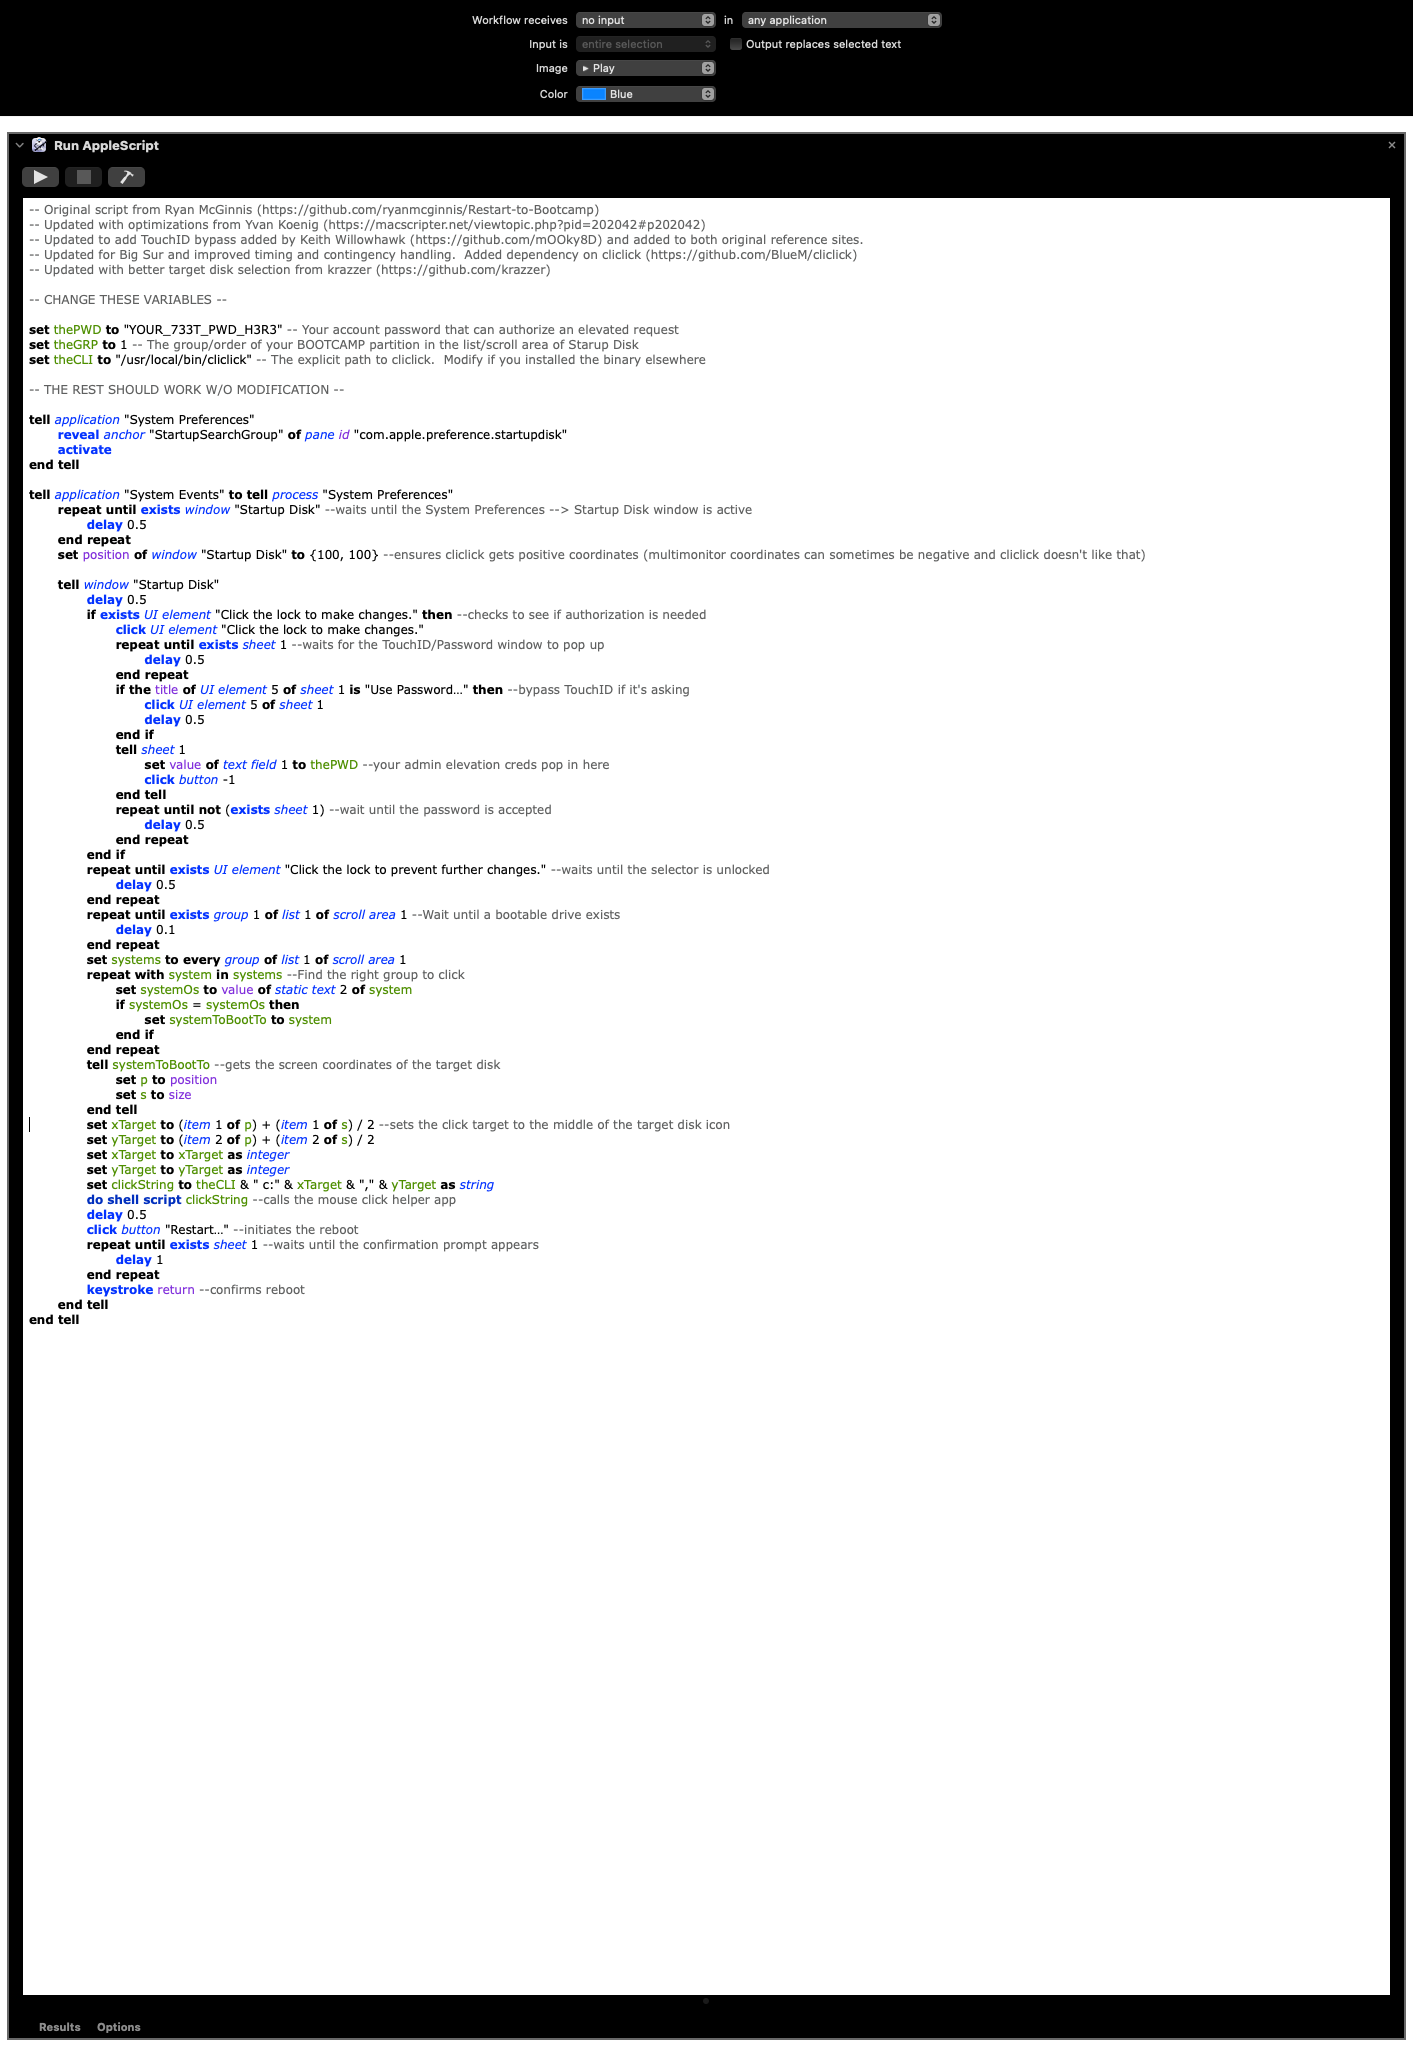 Workflow receives no input in any application
Input is entire selection Output replaces selected text
Image Play
Color Blue
Run AppleScript
-- Original script from Ryan McGinnis (https://github.com/ryanmcginnis/Restart-to-Bootcamp)
-- Updated with optimizations from Yvan Koenig (https://macscripter.net/viewtopic.php?pid=202042#p202042)
-- Updated to add TouchID bypass added by Keith Willowhawk (https://github.com/mOOky8D) and added to both original reference sites.
-- Updated for Big Sur and improved timing and contingency handling.  Added dependency on cliclick (https://github.com/BlueM/cliclick)
-- Updated with better target disk selection from krazzer (https://github.com/krazzer)
-- CHANGE THESE VARIABLES --
set thePWD to "YOUR_733T_PWD_H3R3" -- Your account password that can authorize an elevated request
set theGRP to 1 -- The group/order of your BOOTCAMP partition in the list/scroll area of Starup Disk
set theCLI to "/usr/local/bin/cliclick" -- The explicit path to cliclick.  Modify if you installed the binary elsewhere
-- THE REST SHOULD WORK W/O MODIFICATION --
tell application "System Preferences"
reveal anchor "StartupSearchGroup" of pane id "com.apple.preference.startupdisk"
activate
end tell
tell application "System Events" to tell process "System Preferences"
repeat until exists window "Startup Disk" --waits until the System Preferences --> Startup Disk window is active
delay 0.5
end repeat
set position of window "Startup Disk" to {100, 100} --ensures cliclick gets positive coordinates (multimonitor coordinates can sometimes be negative and cliclick doesn't like that)
tell window "Startup Disk"
delay 0.5
if exists UI element "Click the lock to make changes." then --checks to see if authorization is needed
click UI element "Click the lock to make changes."
repeat until exists sheet 1 --waits for the TouchID/Password window to pop up
delay 0.5
end repeat
if the title of UI element 5 of sheet 1 is "Use Password…" then --bypass TouchID if it's asking
click UI element 5 of sheet 1
delay 0.5
end if
tell sheet 1
set value of text field 1 to thePWD --your admin elevation creds pop in here
click button -1
end tell
repeat until not (exists sheet 1) --wait until the password is accepted
delay 0.5
end repeat
end if
repeat until exists UI element "Click the lock to prevent further changes." --waits until the selector is unlocked
delay 0.5
end repeat
repeat until exists group 1 of list 1 of scroll area 1 --Wait until a bootable drive exists
delay 0.1
end repeat
set systems to every group of list 1 of scroll area 1
repeat with system in systems --Find the right group to click
set systemOs to value of static text 2 of system
if systemOs = systemOs then
set systemToBootTo to system
end if
end repeat
tell systemToBootTo --gets the screen coordinates of the target disk
set p to position
set s to size
end tell
set xTarget to (item 1 of p) + (item 1 of s) / 2 --sets the click target to the middle of the target disk icon
set yTarget to (item 2 of p) + (item 2 of s) / 2
set xTarget to xTarget as integer
set yTarget to yTarget as integer
set clickString to theCLI & " c:" & xTarget & "," & yTarget as string
do shell script clickString --calls the mouse click helper app
delay 0.5
click button "Restart…" --initiates the reboot
repeat until exists sheet 1 --waits until the confirmation prompt appears
delay 1
end repeat
keystroke return --confirms reboot
end tell
end tell
Results Options